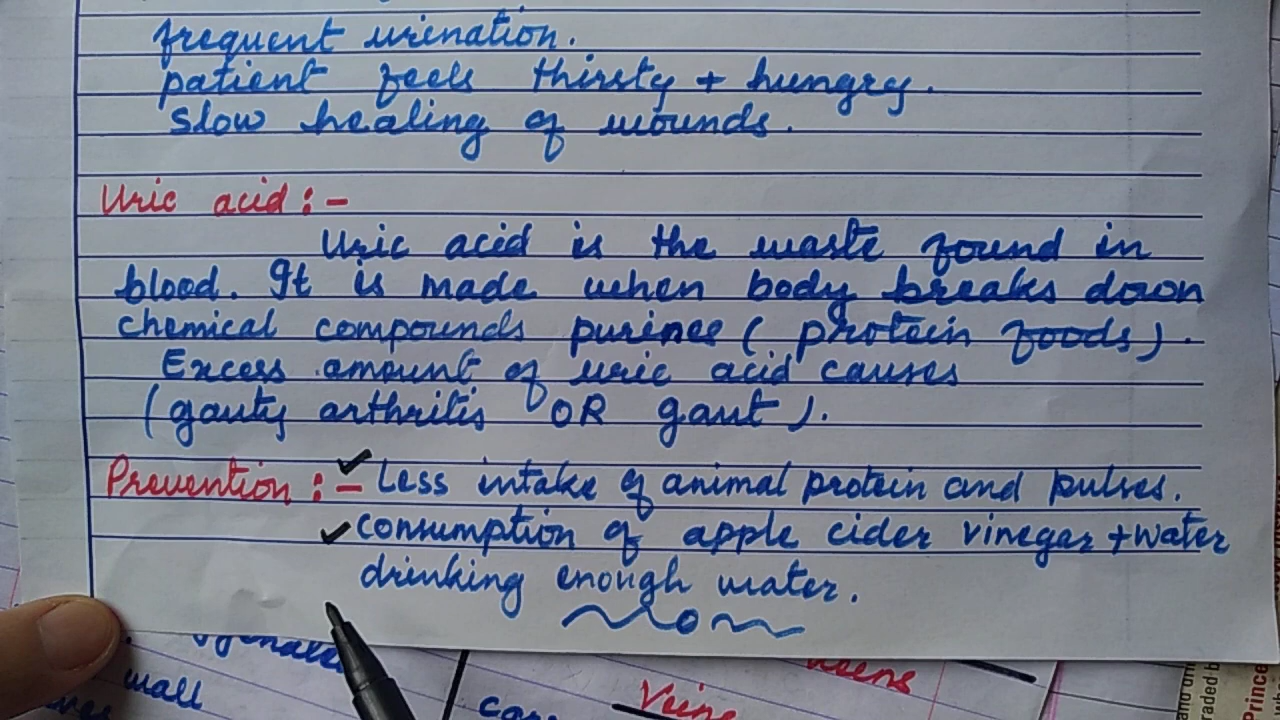 frequent urination.
patient feels thirsty + hungry.
slow healing of wounds.
Uric acid :-
Uric acid is the waste found in
blood. It is made when body breaks down
chemical compounds purines ( protein foods ).
Excess amount of uric acid causes
(gauty arthritis OR gaut ).
Prevention :- ✓ Less intake of animal protein and pulses.
✓ consumption of apple cider vinegar + water
drinking enough water.
wall
Veins
Prince